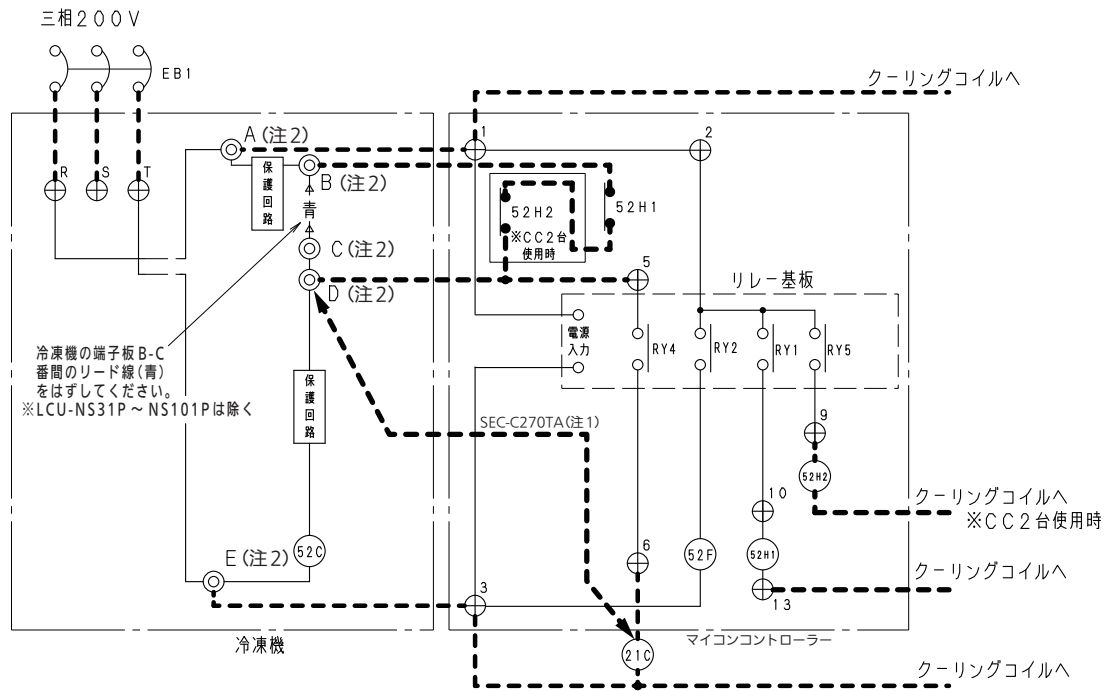 三相200V
EB1
クーリングコイルへ
R
S
T
A(注2)
保護回路
B(注2)
青
C(注2)
D(注2)
1
2
52H2
※CC2台
使用時
52H1
5
リレー基板
電源
入力
RY4
RY2
RY1
RY5
冷凍機の端子板B-C
番間のリード線(青)
をはずしてください。
※LCU-NS31P～NS101Pは除く
保護回路
SEC-C270TA(注1)
9
52H2
10
クーリングコイルへ
※CC2台使用時
E(注2)
52C
6
52F
52H1
クーリングコイルへ
3
13
冷凍機
マイコンコントローラー
21C
クーリングコイルへ